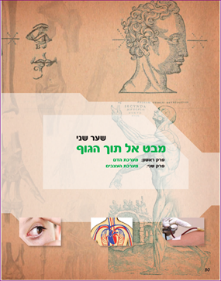 שער שני
מבט אל תוך הגוף
פרק ראשון: מערכת הדם
פרק שני: מערכת העצבים